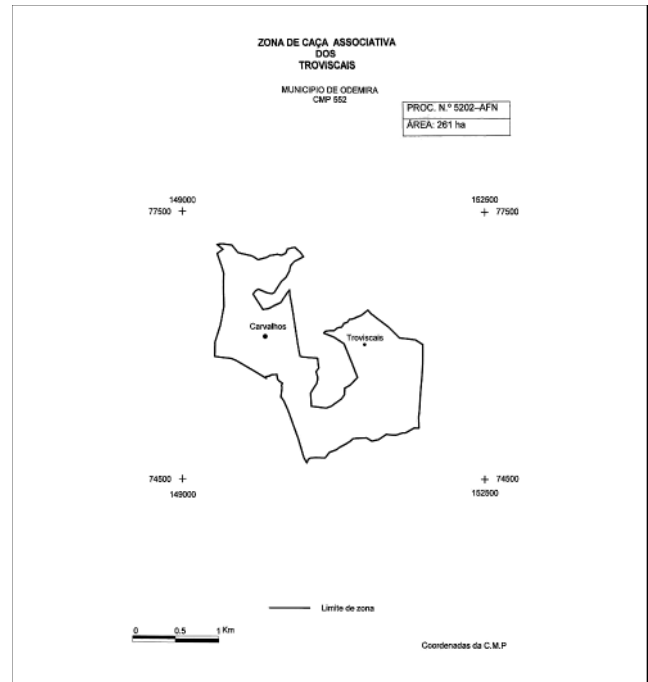 ZONA DE CAÇA ASSOCIATIVA
DOS
TROVISCAIS
MUNICIPIO DE ODEMIRA
CMP 552
PROC. N.º 5202-AFN
ÁREA: 261 ha
149000
77500
152500
77500
Carvalhos
Troviscais
74500
149000
74500
152500
Limite de zona
0 0.5 1 Km
Coordenadas da C.M.P